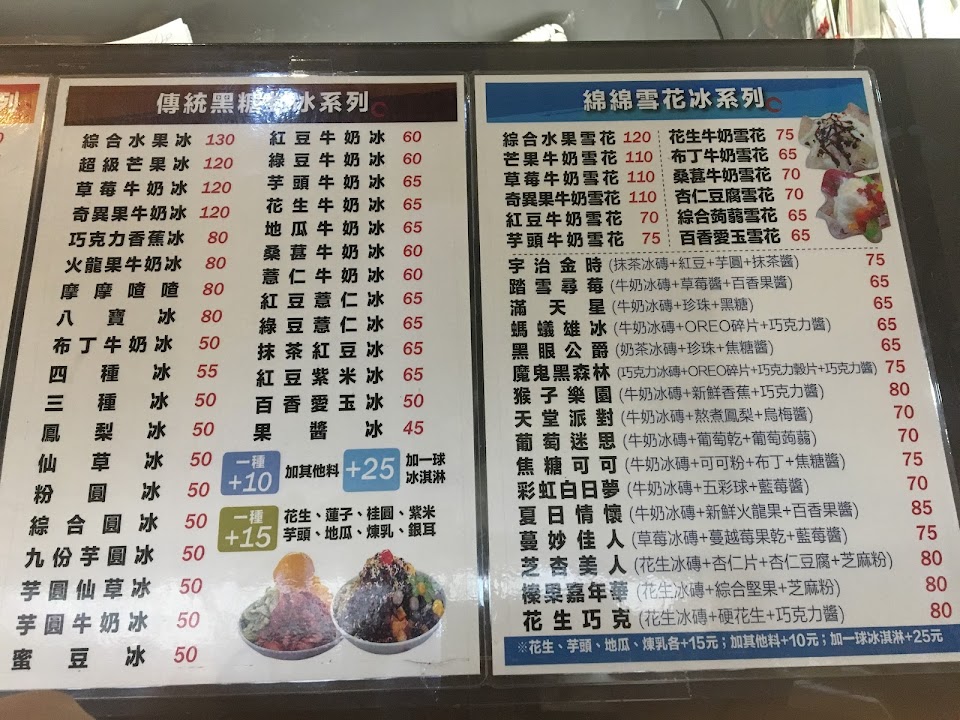 列
傳統黑糖 冰系列
綜合水果冰 130
超級芒果冰 120
草莓牛奶冰 120
奇異果牛奶冰 120
巧克力香蕉冰 80
火龍果牛奶冰 80
摩摩喳喳 80
八寶冰 80
布丁牛奶冰 50
四種冰 55
三種冰 50
鳳梨冰 50
仙草冰 50
粉圓冰 50
綜合圓冰 50
九份芋圓冰 50
芋圓仙草冰 50
芋圓牛奶冰 50
蜜豆冰 50
紅豆牛奶冰 60
綠豆牛奶冰 60
芋頭牛奶冰 65
花生牛奶冰 65
地瓜牛奶冰 65
桑葚牛奶冰 60
薏仁牛奶冰 60
紅豆薏仁冰 65
綠豆薏仁冰 65
抹茶紅豆冰 65
紅豆紫米冰 65
百香愛玉冰 50
果醬冰 45
一種
+10
加其他料
+25
加一球
冰淇淋
一種
+15
花生、蓮子、桂圓、紫米
芋頭、地瓜、煉乳、銀耳
綿綿雪花冰系列
綜合水果雪花 120
芒果牛奶雪花 110
草莓牛奶雪花 110
奇異果牛奶雪花 110
紅豆牛奶雪花 70
芋頭牛奶雪花 75
花生牛奶雪花 75
布丁牛奶雪花 65
桑葚牛奶雪花 70
杏仁豆腐雪花 70
綜合蒟蒻雪花 65
百香愛玉雪花 65
宇治金時(抹茶冰磚+紅豆+芋圓+抹茶醬) 75
踏雪尋莓(牛奶冰磚+草莓醬+百香果醬) 65
滿天星(牛奶冰磚+珍珠+黑糖) 65
螞蟻雄冰(牛奶冰磚+OREO碎片+巧克力醬) 65
黑眼公爵(奶茶冰磚+珍珠+焦糖醬) 65
魔鬼黑森林(巧克力冰磚+OREO碎片+巧克力榖片+巧克力醬) 75
猴子樂園(牛奶冰磚+新鮮香蕉+巧克力醬) 80
天堂派對(牛奶冰磚+熬煮鳳梨+烏梅醬) 70
葡萄迷思(牛奶冰磚+葡萄乾+葡萄蒟蒻) 70
焦糖可可(牛奶冰磚+可可粉+布丁+焦糖醬) 75
彩虹白日夢(牛奶冰磚+五彩球+藍莓醬) 70
夏日情懷(牛奶冰磚+新鮮火龍果+百香果醬) 85
蔓妙佳人(草莓冰磚+蔓越莓果乾+藍莓醬) 75
芝杏美人(花生冰磚+杏仁片+杏仁豆腐+芝麻粉) 80
榛果嘉年華(花生冰磚+綜合堅果+芝麻粉) 80
花生巧克(花生冰磚+硬花生+巧克力醬) 80
※花生、芋頭、地瓜、煉乳各+15元；加其他料+10元；加一球冰淇淋+25元